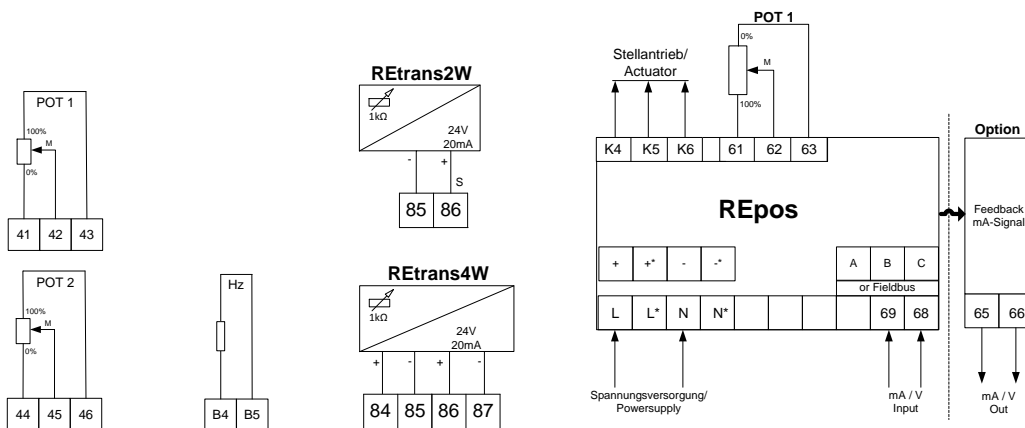 POT 1
100%
M
0%
41 42 43
POT 2
100%
M
0%
44 45 46
Hz
B4 B5
REtrans2W
1kΩ
24V
20mA
- +
S
85 86
REtrans4W
1kΩ
24V
20mA
+ - + -
84 85 86 87
POT 1
0%
M
100%
Stellantrieb/
Actuator
K4 K5 K6 61 62 63
REpos
+ +* - -*
A B C
or Fieldbus
L L* N N* 69 68
Spannungsversorgung/
Powersupply
mA / V
Input
Option
Feedback
mA-Signal
65 66
mA / V
Out